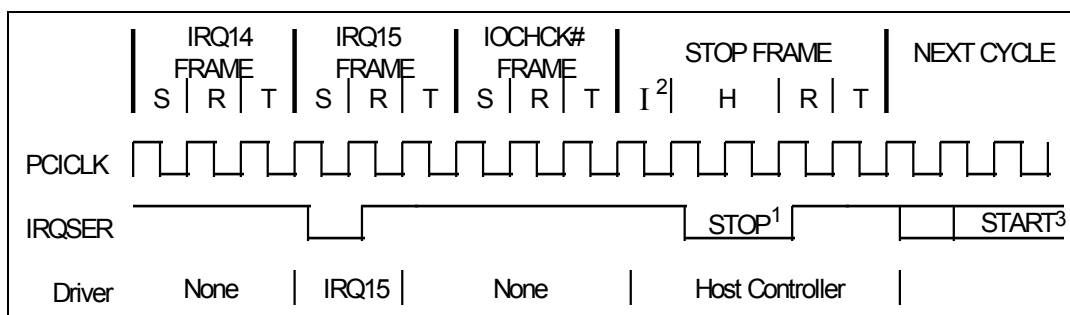 IRQ14 IRQ15 IOCHCK#
FRAME FRAME FRAME STOP FRAME NEXT CYCLE
S R T S R T S R T I 2 H R T
PCICLK
IRQSER STOP1 START3
Driver None IRQ15 None Host Controller